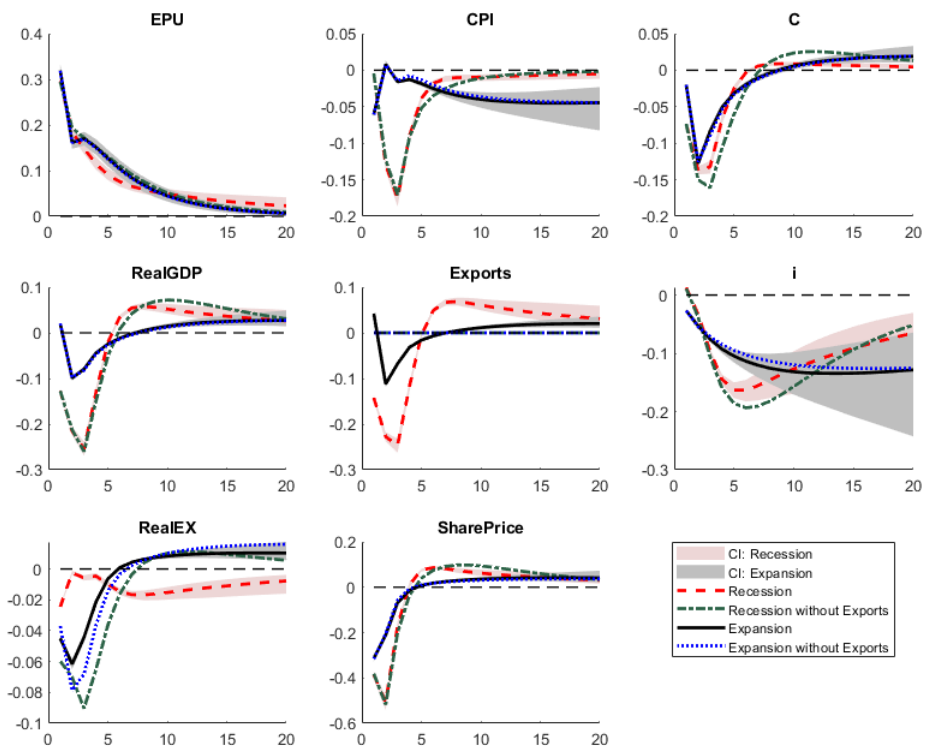 EPU
0.4
0.3
0.2
0.1
0
0 5 10 15 20
CPI
0.05
0
-0.05
-0.1
-0.15
-0.2
0 5 10 15 20
C
0.05
0
-0.05
-0.1
-0.15
-0.2
0 5 10 15 20
RealGDP
0.1
0
-0.1
-0.2
-0.3
0 5 10 15 20
Exports
0.1
0
-0.1
-0.2
-0.3
0 5 10 15 20
i
0
-0.1
-0.2
-0.3
0 5 10 15 20
RealEX
0
-0.02
-0.04
-0.06
-0.08
-0.1
0 5 10 15 20
SharePrice
0.2
0
-0.2
-0.4
-0.6
0 5 10 15 20
CI: Recession
CI: Expansion
Recession
Recession without Exports
Expansion
Expansion without Exports